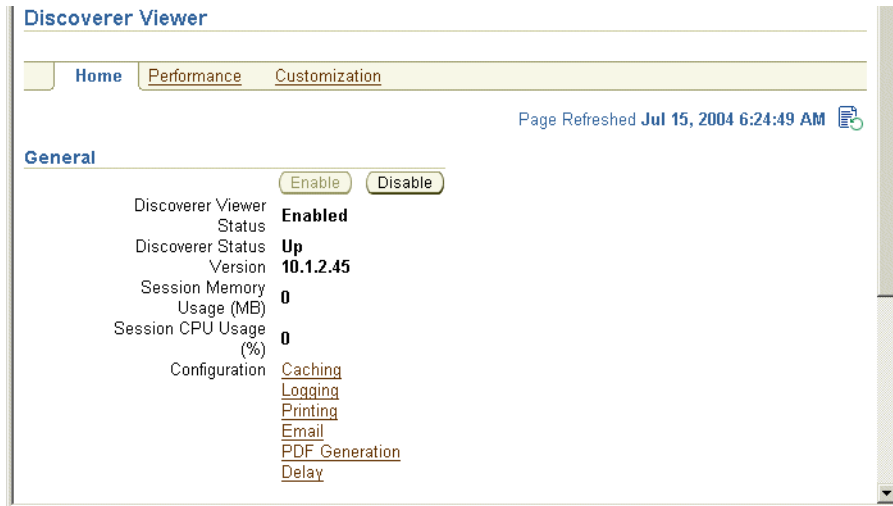 Discoverer Viewer
Home Performance Customization
Page Refreshed Jul 15, 2004 6:24:49 AM
General
Enable Disable
Discoverer Viewer
Status Enabled
Discoverer Status Up
Version 10.1.2.45
Session Memory
Usage (MB) 0
Session CPU Usage
(%) 0
Configuration Caching
Logging
Printing
Email
PDF Generation
Delay